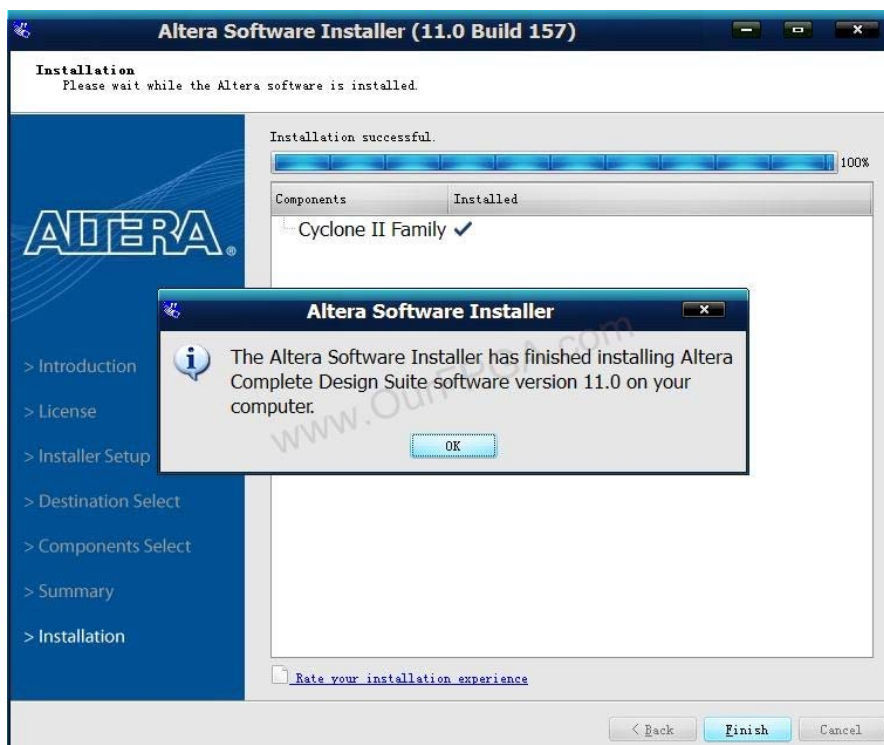 Altera Software Installer (11.0 Build 157)
Installation
Please wait while the Altera software is installed.
Installation successful.
100%
Components Installed
Cyclone II Family
ALTERA®
Altera Software Installer
The Altera Software Installer has finished installing Altera
Complete Design Suite software version 11.0 on your
computer.
OK
www.OurFPGA.com
> Introduction
> License
> Installer Setup
> Destination Select
> Components Select
> Summary
> Installation
Rate your installation experience
< Back Finish Cancel